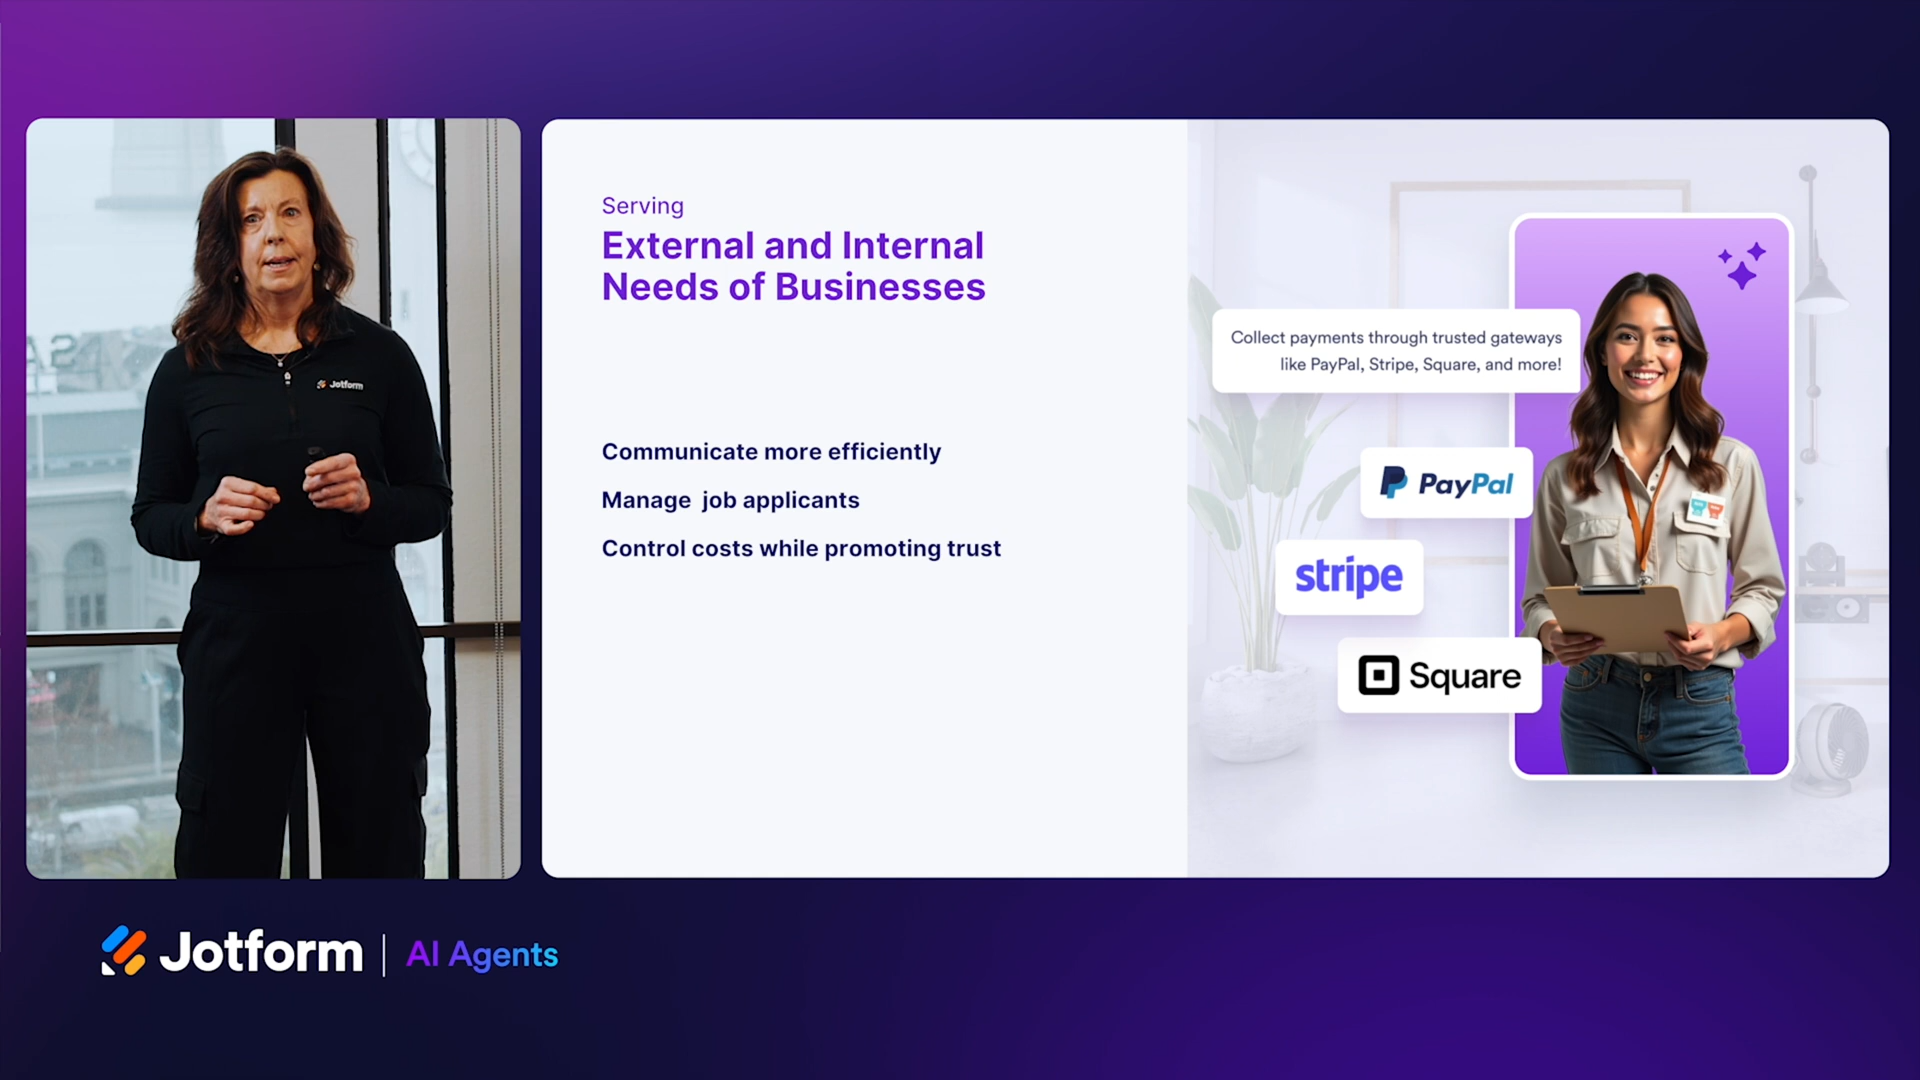 Jotform
Serving
External and Internal
Needs of Businesses
Communicate more efficiently
Manage job applicants
Control costs while promoting trust
Collect payments through trusted gateways
like PayPal, Stripe, Square, and more!
PayPal
stripe
Square
Jotform | AI Agents